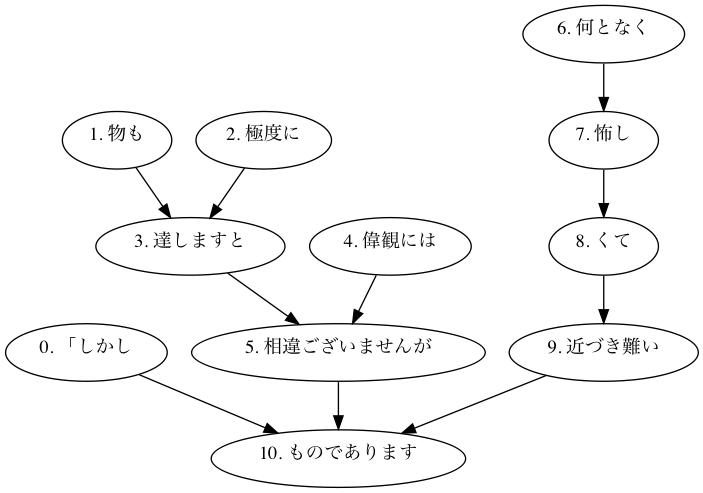 6. 何となく
1. 物も
2. 極度に
7. 怖し
3. 達しますと
4. 偉観には
8. くて
0. 「しかし
5. 相違ございませんが
9. 近づき難い
10. ものであります